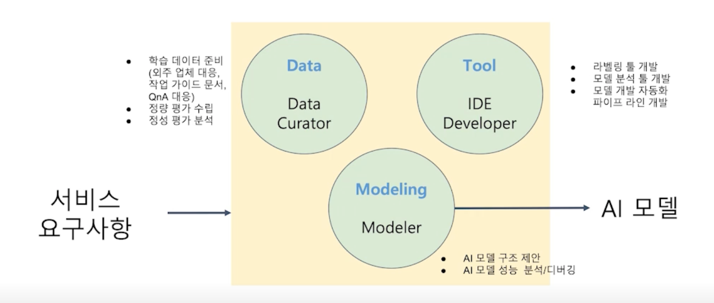 • 학습 데이터 준비
(외주 업체 대응,
작업 가이드 문서,
QnA 대응)
• 정량 평가 수립
• 정성 평가 분석
Data
Data
Curator
Tool
IDE
Developer
• 라벨링 툴 개발
• 모델 분석 툴 개발
• 모델 개발 자동화
파이프 라인 개발
서비스
요구사항
Modeling
Modeler
AI 모델
• AI 모델 구조 제안
• AI 모델 성능 분석/디버깅